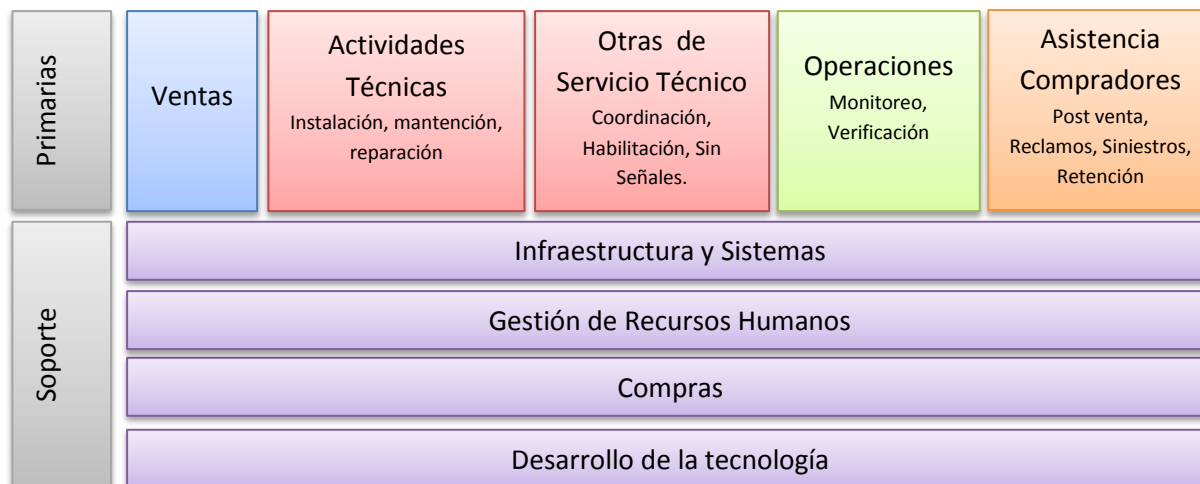 Primarias
Ventas
Actividades
Técnicas
Instalación, mantención,
reparación
Otras de
Servicio Técnico
Coordinación,
Habilitación, Sin
Señales.
Operaciones
Monitoreo,
Verificación
Asistencia
Compradores
Post venta,
Reclamos, Siniestros,
Retención
Soporte
Infraestructura y Sistemas
Gestión de Recursos Humanos
Compras
Desarrollo de la tecnología